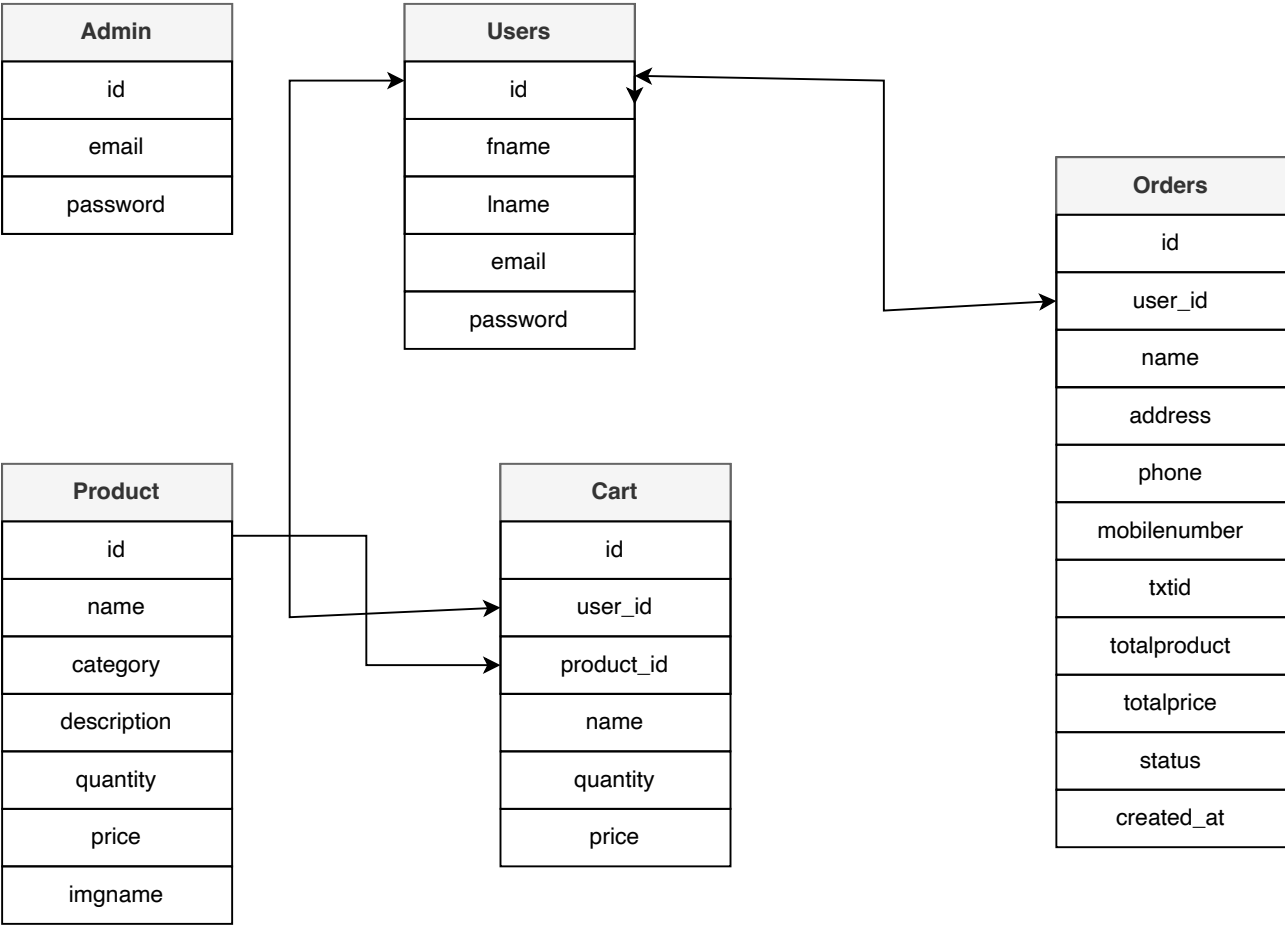 Admin
id
email
password
Users
id
fname
lname
email
password
Orders
id
user_id
name
address
phone
mobilenumber
txtid
totalproduct
totalprice
status
created_at
Product
id
name
category
description
quantity
price
imgname
Cart
id
user_id
product_id
name
quantity
price